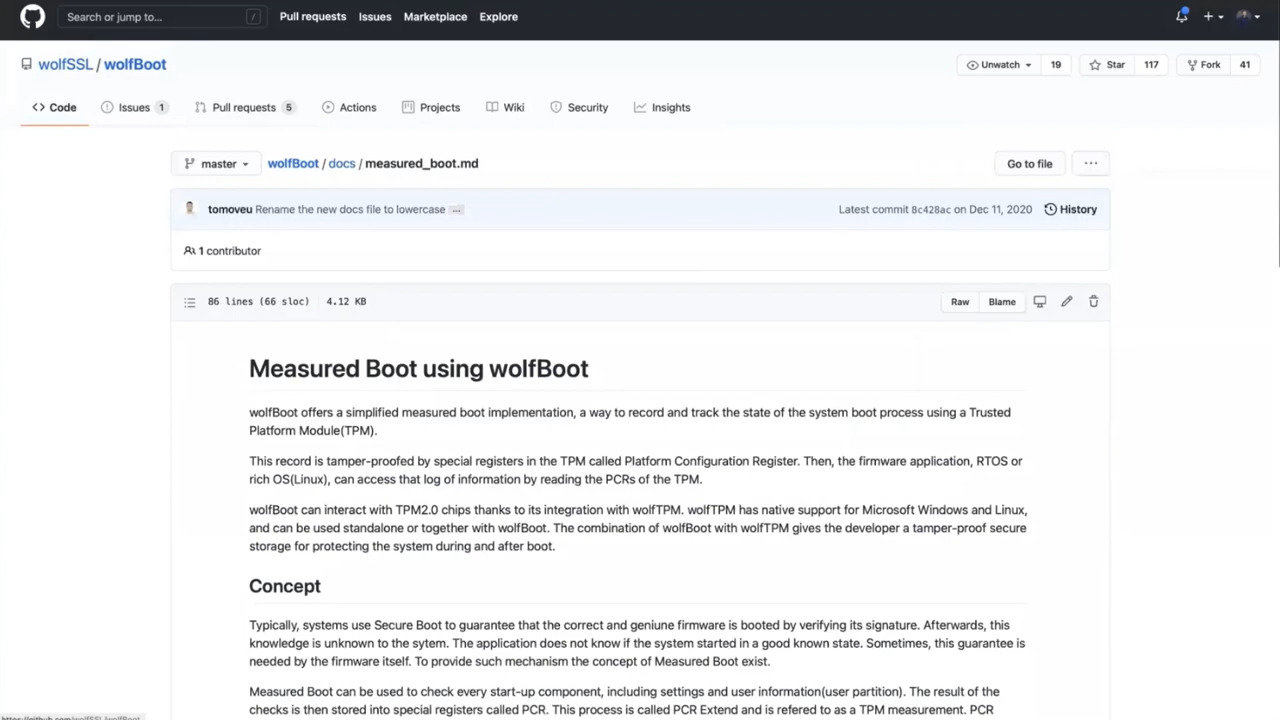 Search or jump to... /
Pull requests Issues Marketplace Explore
wolfSSL / wolfBoot
Unwatch 19 Star 117 Fork 41
Code Issues 1 Pull requests 5 Actions Projects Wiki Security Insights
master wolfBoot / docs / measured_boot.md Go to file ...
tomoveu Rename the new docs file to lowercase ... Latest commit 8c428ac on Dec 11, 2020 History
1 contributor
86 lines (66 sloc) 4.12 KB Raw Blame
Measured Boot using wolfBoot
wolfBoot offers a simplified measured boot implementation, a way to record and track the state of the system boot process using a Trusted
Platform Module(TPM).
This record is tamper-proofed by special registers in the TPM called Platform Configuration Register. Then, the firmware application, RTOS or
rich OS(Linux), can access that log of information by reading the PCRs of the TPM.
wolfBoot can interact with TPM2.0 chips thanks to its integration with wolfTPM. wolfTPM has native support for Microsoft Windows and Linux,
and can be used standalone or together with wolfBoot. The combination of wolfBoot with wolfTPM gives the developer a tamper-proof secure
storage for protecting the system during and after boot.
Concept
Typically, systems use Secure Boot to guarantee that the correct and geniune firmware is booted by verifying its signature. Afterwards, this
knowledge is unknown to the sytem. The application does not know if the system started in a good known state. Sometimes, this guarantee is
needed by the firmware itself. To provide such mechanism the concept of Measured Boot exist.
Measured Boot can be used to check every start-up component, including settings and user information(user partition). The result of the
checks is then stored into special registers called PCR. This process is called PCR Extend and is refered to as a TPM measurement. PCR
https://github.com/wolfSSL/wolfBoot